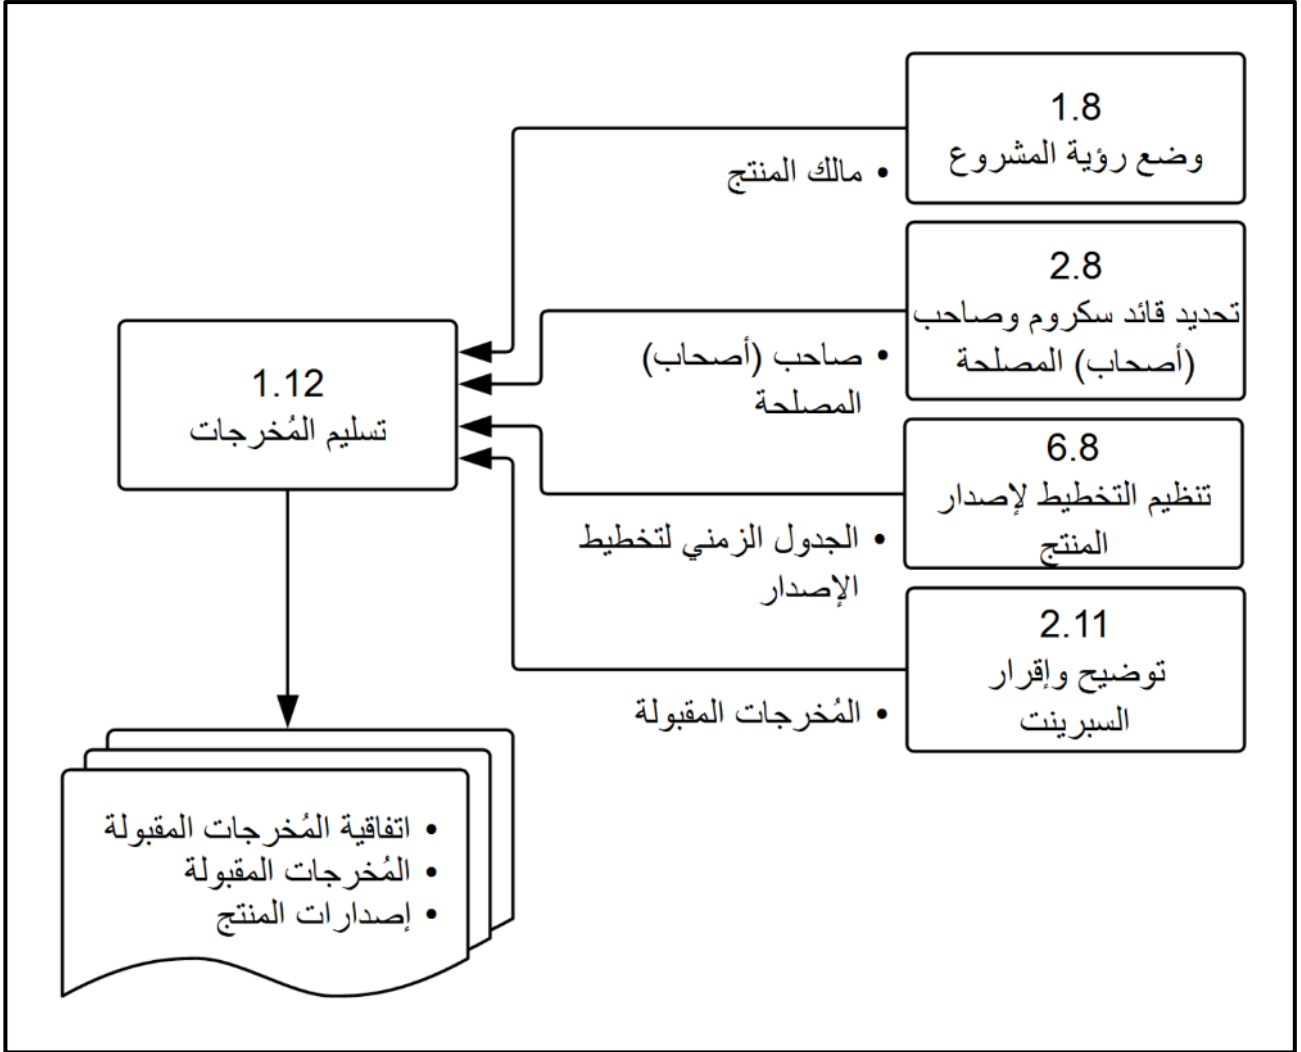 1.8
وضع رؤية المشروع
• مالك المنتج
2.8
تحديد قائد سكروم وصاحب
(أصحاب) المصلحة
• صاحب (أصحاب)
المصلحة
1.12
تسليم المُخرجات
6.8
تنظيم التخطيط لإصدار
المنتج
• الجدول الزمني لتخطيط
الإصدار
2.11
توضيح وإقرار
السبرينت
• المُخرجات المقبولة
• اتفاقية المُخرجات المقبولة
• المُخرجات المقبولة
• إصدارات المنتج